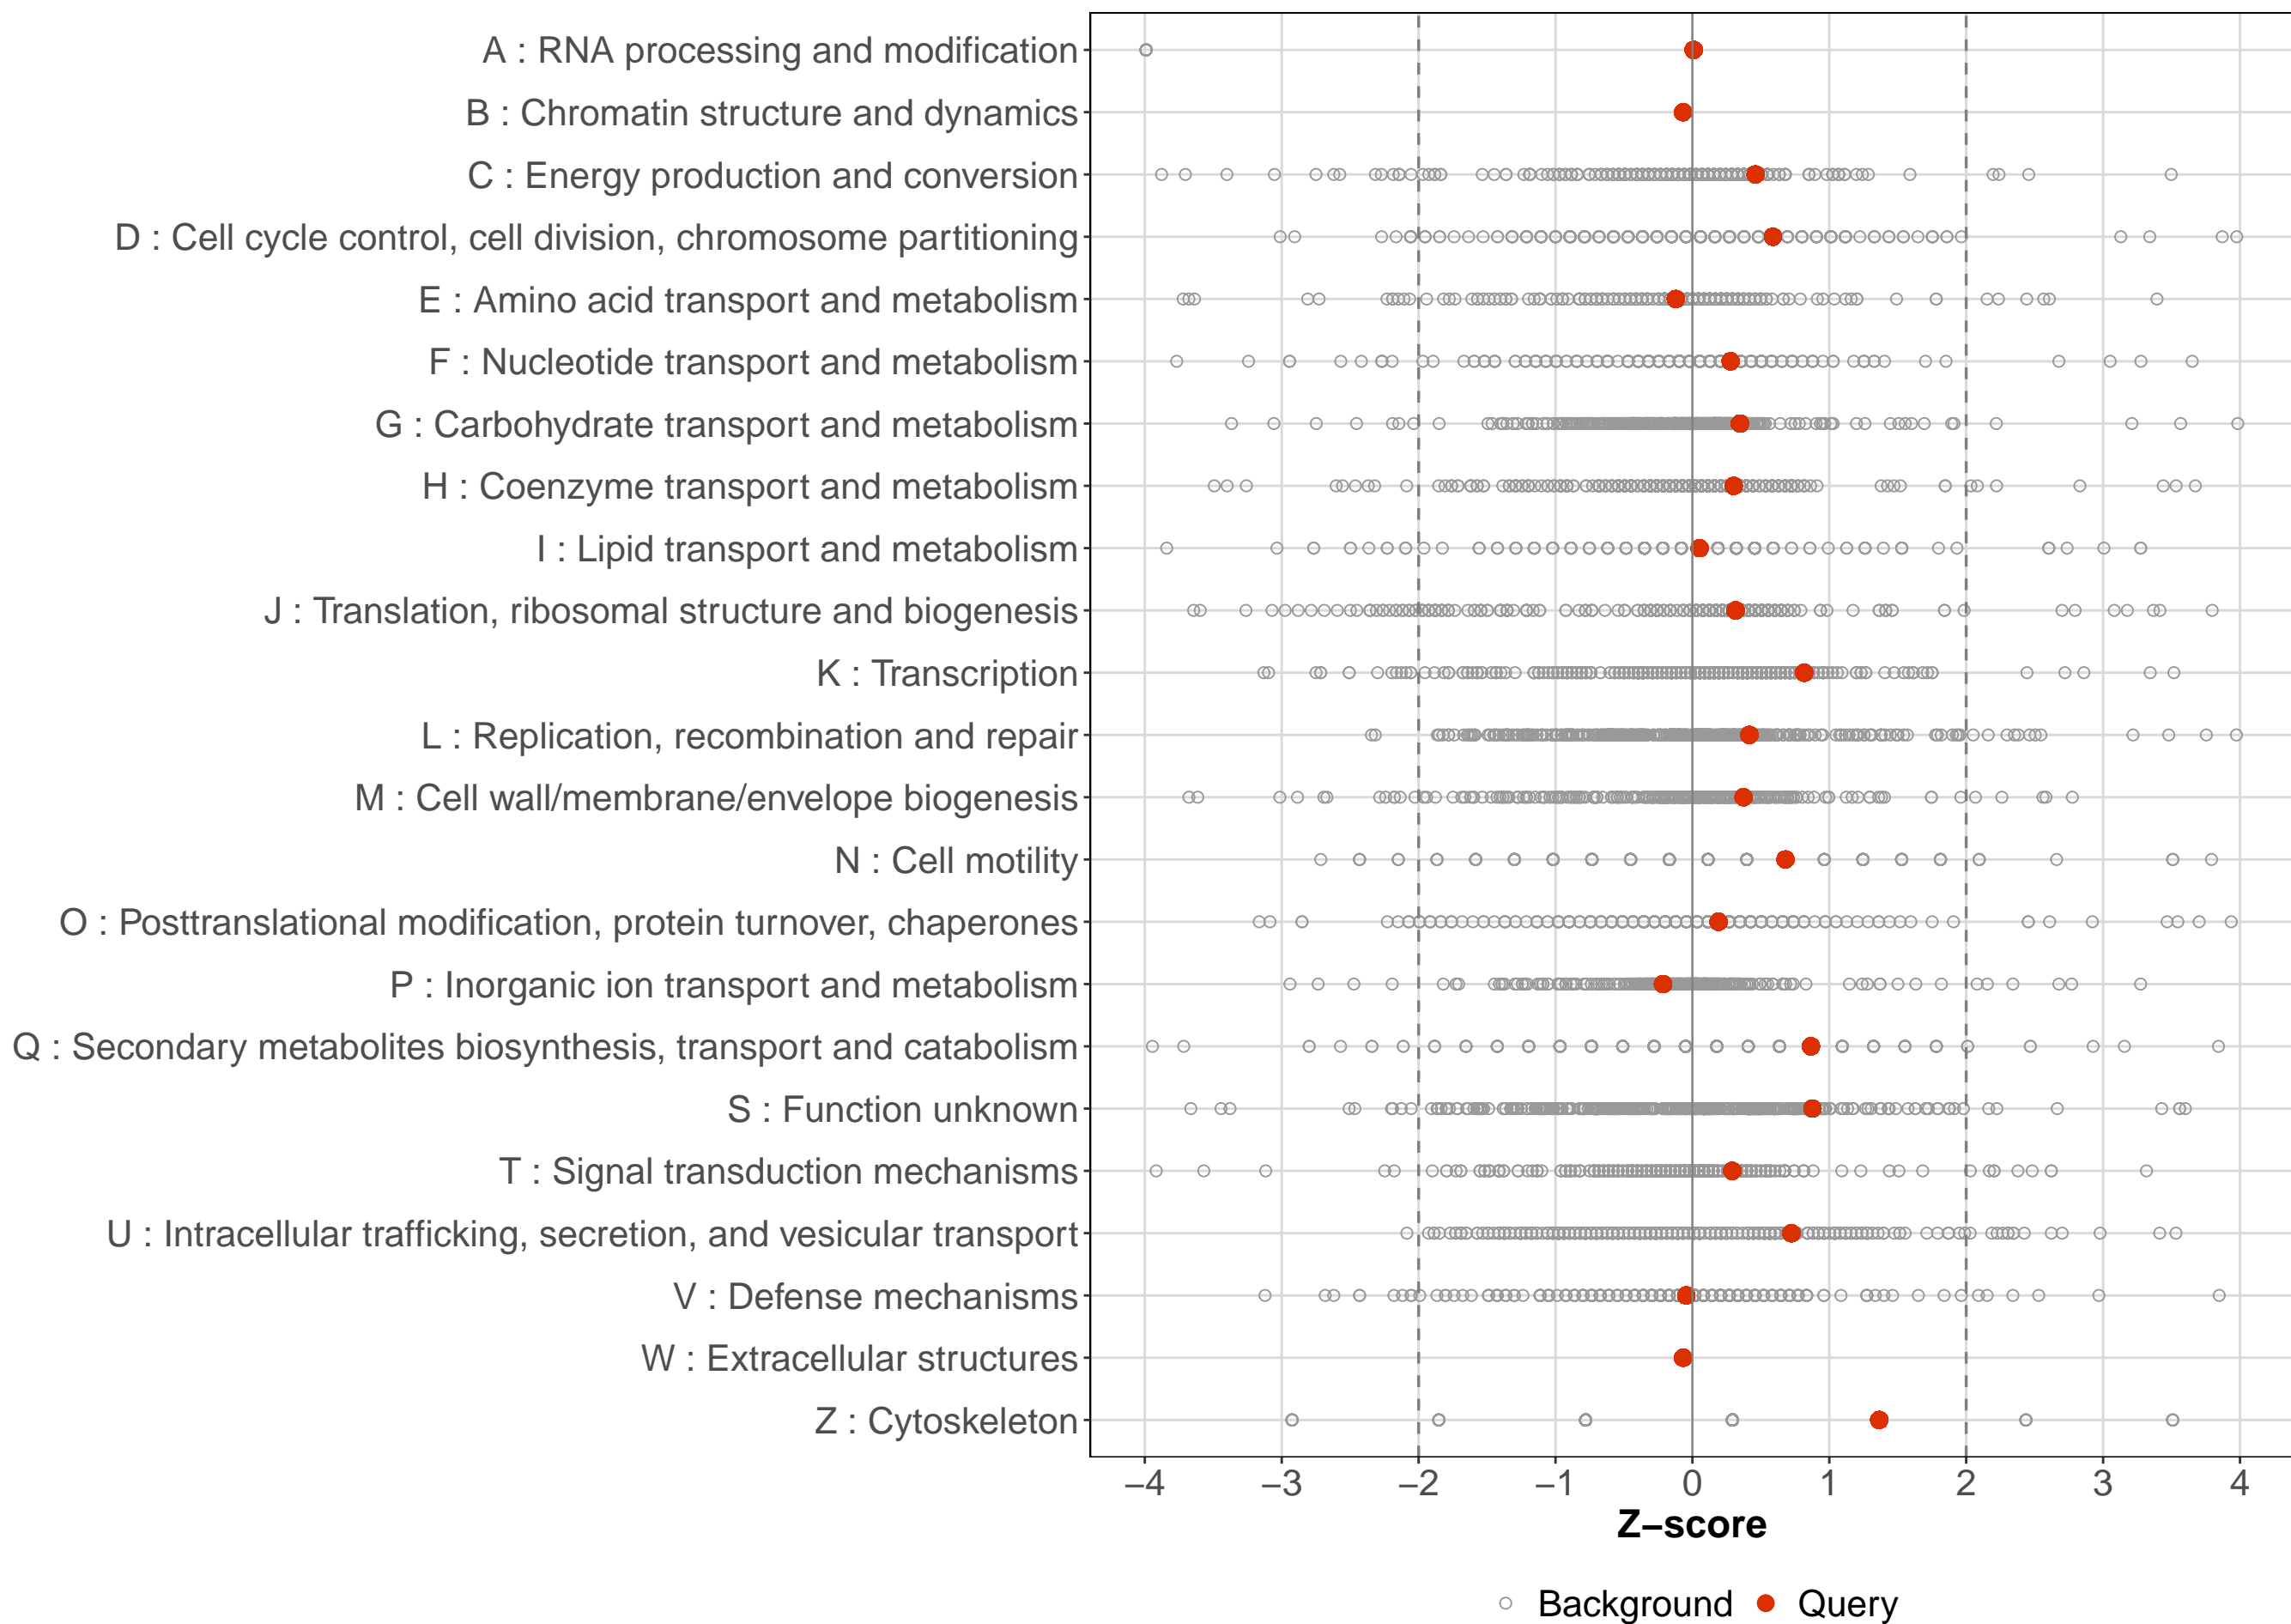 A : RNA processing and modification
B : Chromatin structure and dynamics
C : Energy production and conversion
D : Cell cycle control, cell division, chromosome partitioning
E : Amino acid transport and metabolism
F : Nucleotide transport and metabolism
G : Carbohydrate transport and metabolism
H : Coenzyme transport and metabolism
I : Lipid transport and metabolism
J : Translation, ribosomal structure and biogenesis
K : Transcription
L : Replication, recombination and repair
M : Cell wall/membrane/envelope biogenesis
N : Cell motility
O : Posttranslational modification, protein turnover, chaperones
P : Inorganic ion transport and metabolism
Q : Secondary metabolites biosynthesis, transport and catabolism
S : Function unknown
T : Signal transduction mechanisms
U : Intracellular trafficking, secretion, and vesicular transport
V : Defense mechanisms
W : Extracellular structures
Z : Cytoskeleton
−4 −3 −2 −1 0 1 2 3 4
Z−score
Background Query